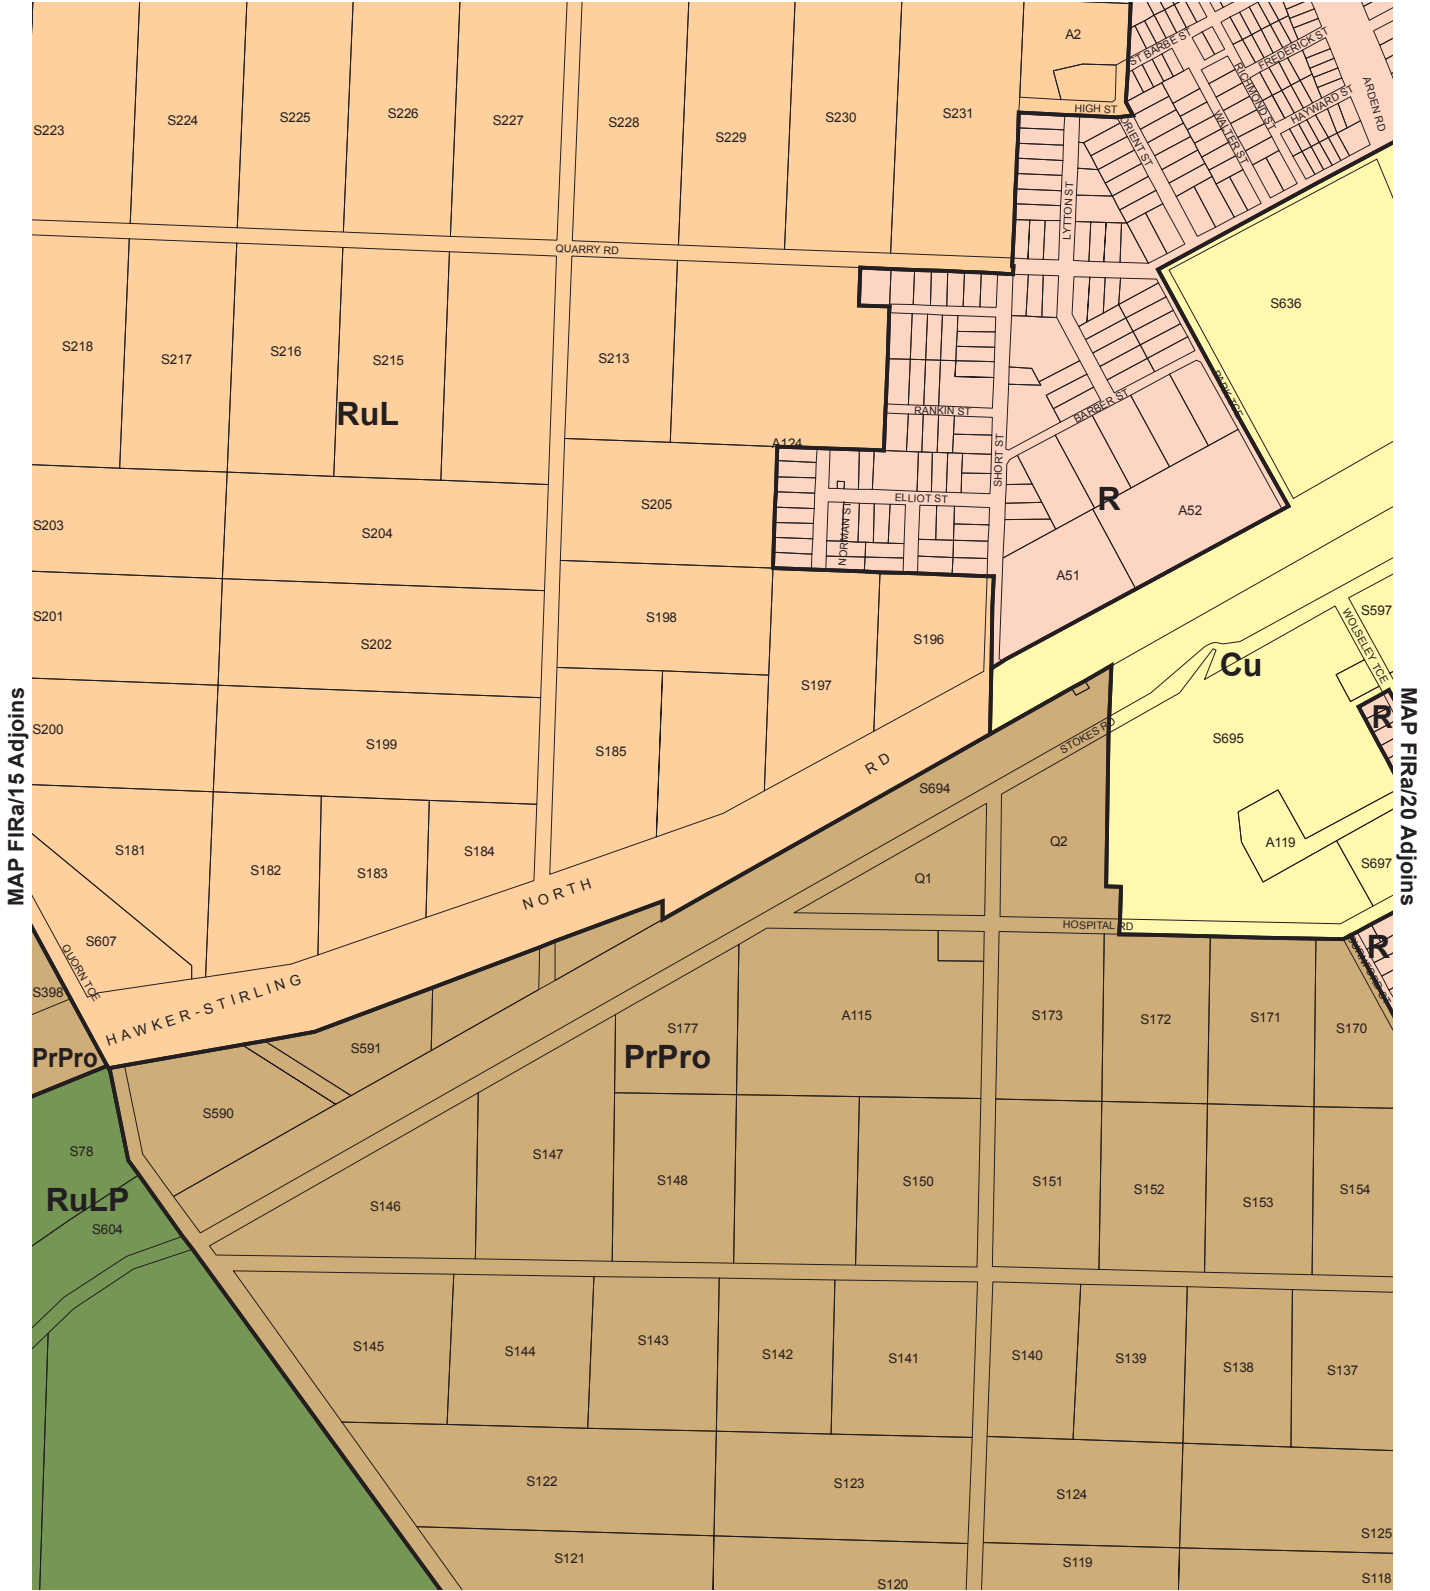 A2
ST BARBE ST
FREDERICK ST
RICHMOND ST
HAYWARD ST
ARDEN RD
HIGH ST
ORIENT ST
WALTER ST
S223
S224
S225
S226
S227
S228
S229
S230
S231
LYTTON ST
QUARRY RD
S636
S218
S217
S216
S215
S213
PARK TCE
RuL
RANKIN ST
BARBER ST
A124
SHORT ST
ELLIOT ST
NORMAN ST
R
A52
S203
S204
S205
A51
S201
S202
S198
S196
S597
WOLSELEY TCE
Cu
S197
R
S200
S199
S185
STOKES RD
S695
MAP FIRa/15 Adjoins
MAP FIRa/20 Adjoins
RD
S694
S181
S182
S183
S184
Q2
A119
S697
Q1
NORTH
HOSPITAL RD
S607
QUORN TCE
R
S398
HAWKER-STIRLING
S591
S177
A115
S173
S172
S171
S170
PrPro
PrPro
S590
S78
S147
S148
S150
S151
S152
S153
S154
RuLP
S604
S146
S145
S144
S143
S142
S141
S140
S139
S138
S137
S122
S123
S124
S125
S121
S120
S119
S118